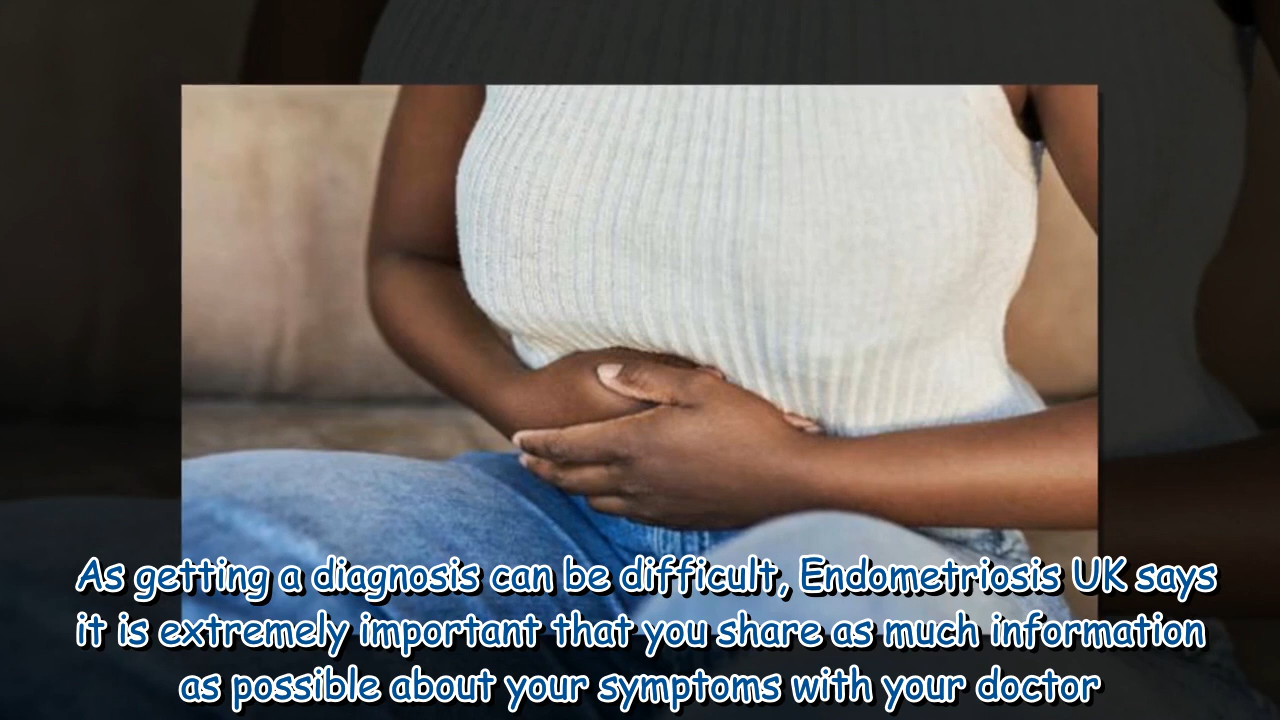 As getting a diagnosis can be difficult, Endometriosis UK says
it is extremely important that you share as much information
as possible about your symptoms with your doctor